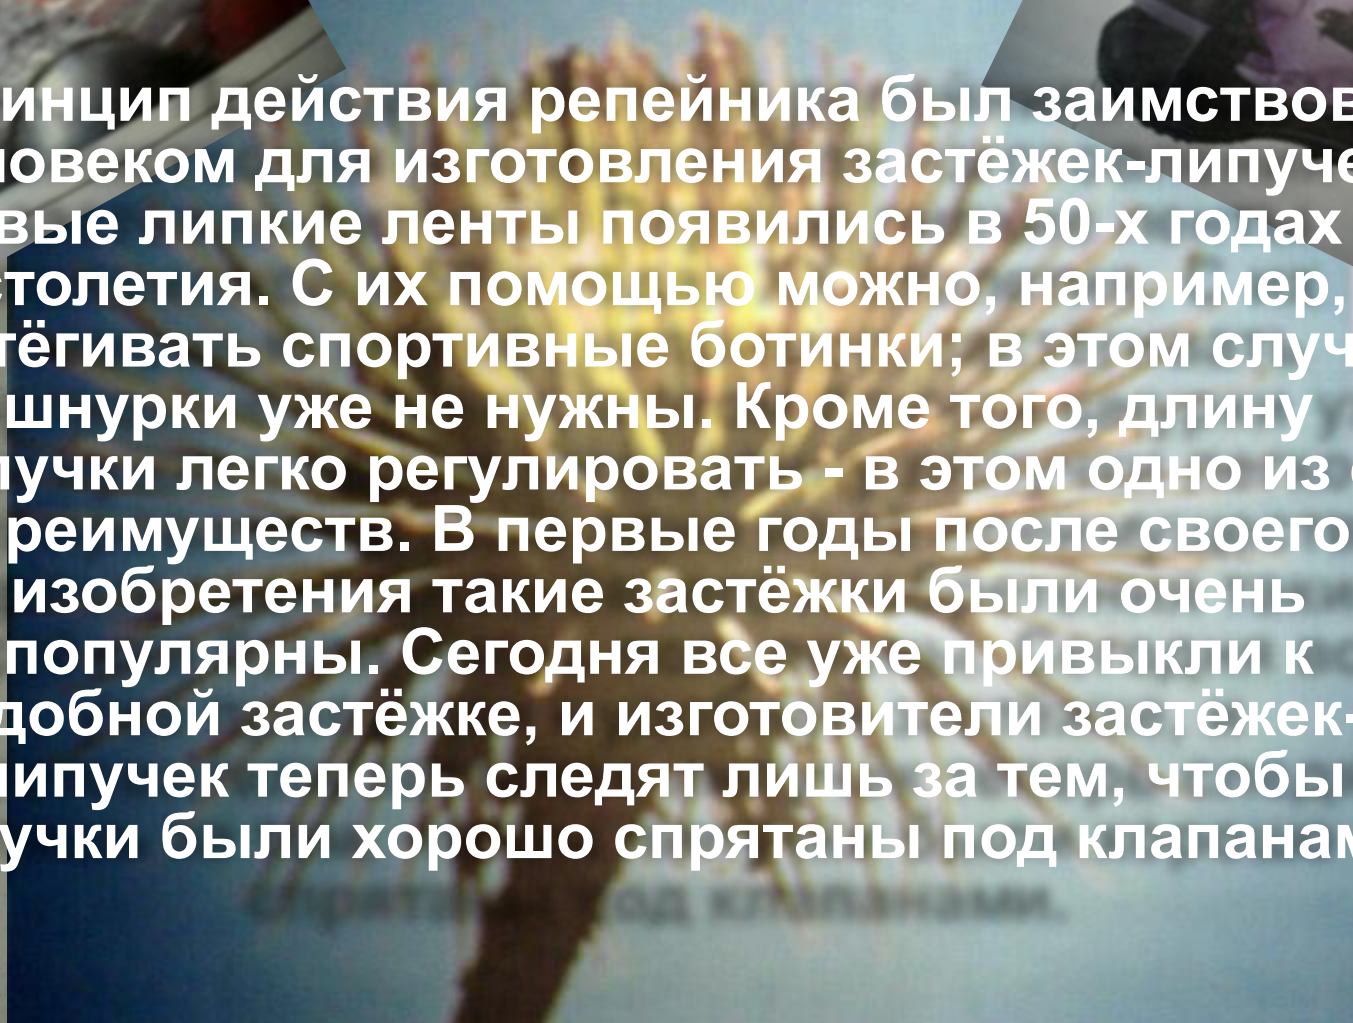 инцип действия репейника был заимствов
ловеком для изготовления застёжек-липуче
вые липкие ленты появились в 50-х годах
столетия. С их помощью можно, например,
тёгивать спортивные ботинки; в этом случ
шнурки уже не нужны. Кроме того, длину
пучки легко регулировать - в этом одно из
реимуществ. В первые годы после своего
изобретения такие застёжки были очень
популярны. Сегодня все уже привыкли к
добной застёжке, и изготовители застёжек-
липучек теперь следят лишь за тем, чтобы
учки были хорошо спрятаны под клапанам